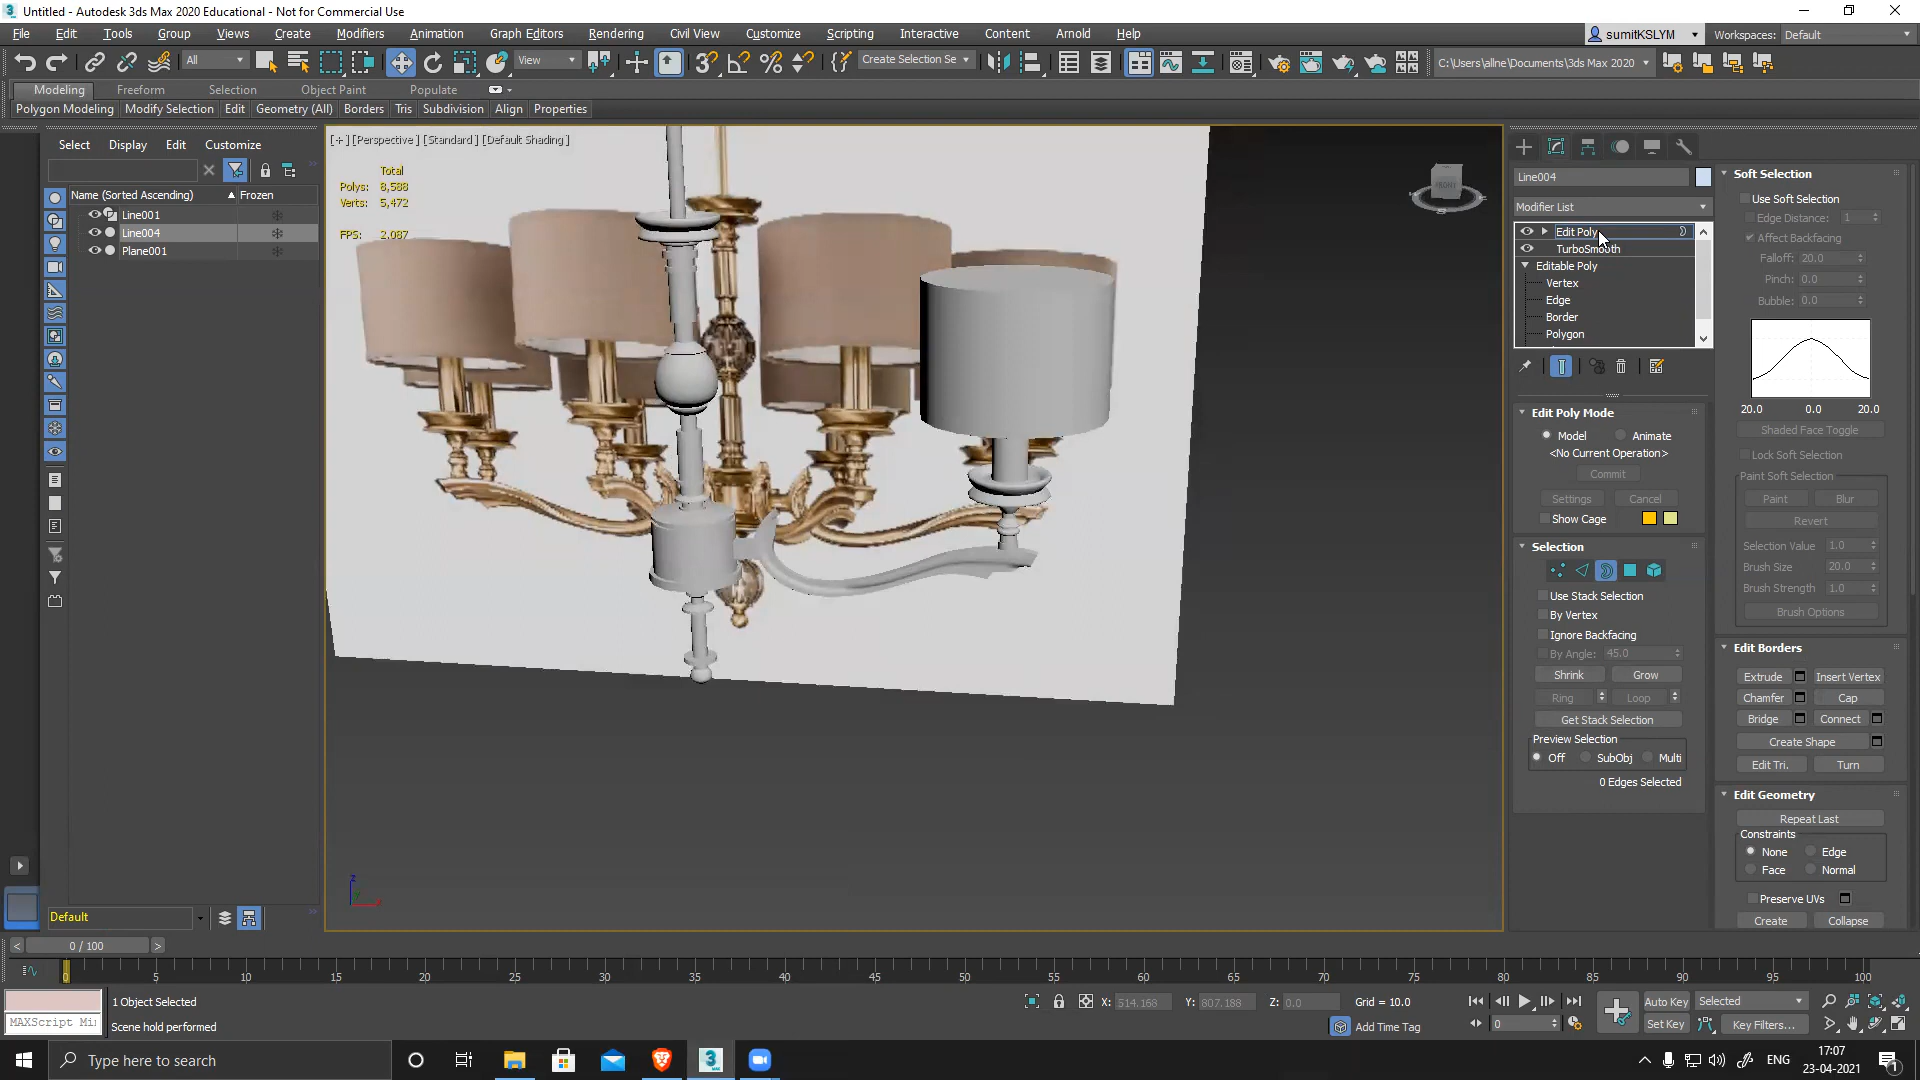 Untitled - Autodesk 3ds Max 2020 Educational - Not for Commercial Use
File Edit Tools Group Views Create Modifiers Animation Graph Editors Rendering Civil View Customize Scripting Interactive Content Arnold Help
sumitKSLYM Workspaces: Default
All View Create Selection Se C:\Users\allne\Documents\3ds Max 2020
Modeling Freeform Selection Object Paint Populate
Polygon Modeling Modify Selection Edit Geometry (All) Borders Tris Subdivision Loops Align Properties
Select Display Edit Customize
Name (Sorted Ascending) Frozen
Line001
Line004
Plane001
[+] [Perspective] [Standard] [Default Shading]
Total
Polys: 8,588
Verts: 5,472
FPS: 2.087
FRONT
Line004
Modifier List
Edit Poly
TurboSmooth
Editable Poly
Vertex
Edge
Border
Polygon
Edit Poly Mode
Model Animate
<No Current Operation>
Commit
Settings Cancel
Show Cage
Selection
Use Stack Selection
By Vertex
Ignore Backfacing
By Angle: 45.0
Shrink Grow
Ring Loop
Get Stack Selection
Preview Selection
Off SubObj Multi
0 Edges Selected
Soft Selection
Use Soft Selection
Edge Distance: 1
Affect Backfacing
Falloff: 20.0
Pinch: 0.0
Bubble: 0.0
20.0 0.0 20.0
Shaded Face Toggle
Lock Soft Selection
Paint Soft Selection
Paint Blur
Revert
Selection Value 1.0
Brush Size 20.0
Brush Strength 1.0
Brush Options
Edit Borders
Extrude Insert Vertex
Chamfer Cap
Bridge Connect
Create Shape
Edit Tri. Turn
Edit Geometry
Repeat Last
Constraints
None Edge
Face Normal
Preserve UVs
Create Collapse
z
x
Default
0 / 100
0 5 10 15 20 25 30 35 40 45 50 55 60 65 70 75 80 85 90 95 100
1 Object Selected
MAXScript Mi
Scene hold performed
X: 514.168 Y: 807.188 Z: 0.0 Grid = 10.0
Add Time Tag
0
Auto Key Selected
Set Key Key Filters...
Type here to search
ENG
17:07
23-04-2021
1